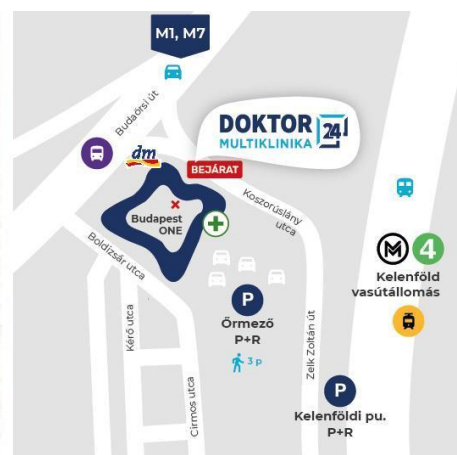 M1, M7
Budaörsi út
DOKTOR 24
MULTIKLINIKA
dm
BEJÁRAT
Koszorúslány
utca
Budapest
ONE
Boldizsár utca
Kérő utca
Cirmos utca
P
Őrmező
P+R
3 p
Zelk Zoltán út
M 4
Kelenföld
vasútállomás
P
Kelenföldi pu.
P+R